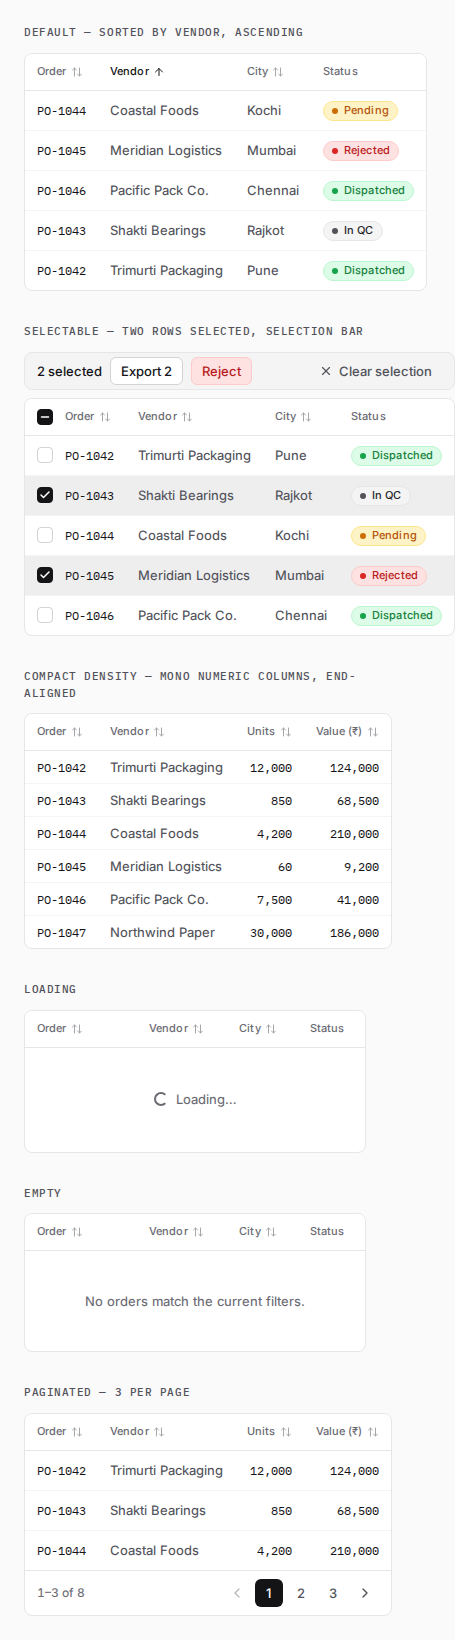 DEFAULT — SORTED BY VENDOR, ASCENDING
Order Vendor City Status
PO-1044 Coastal Foods Kochi Pending
PO-1045 Meridian Logistics Mumbai Rejected
PO-1046 Pacific Pack Co. Chennai Dispatched
PO-1043 Shakti Bearings Rajkot In QC
PO-1042 Trimurti Packaging Pune Dispatched
SELECTABLE — TWO ROWS SELECTED, SELECTION BAR
2 selected Export 2 Reject Clear selection
Order Vendor City Status
PO-1042 Trimurti Packaging Pune Dispatched
PO-1043 Shakti Bearings Rajkot In QC
PO-1044 Coastal Foods Kochi Pending
PO-1045 Meridian Logistics Mumbai Rejected
PO-1046 Pacific Pack Co. Chennai Dispatched
COMPACT DENSITY — MONO NUMERIC COLUMNS, END-
ALIGNED
Order Vendor Units Value (₹)
PO-1042 Trimurti Packaging 12,000 124,000
PO-1043 Shakti Bearings 850 68,500
PO-1044 Coastal Foods 4,200 210,000
PO-1045 Meridian Logistics 60 9,200
PO-1046 Pacific Pack Co. 7,500 41,000
PO-1047 Northwind Paper 30,000 186,000
LOADING
Order Vendor City Status
Loading...
EMPTY
Order Vendor City Status
No orders match the current filters.
PAGINATED — 3 PER PAGE
Order Vendor Units Value (₹)
PO-1042 Trimurti Packaging 12,000 124,000
PO-1043 Shakti Bearings 850 68,500
PO-1044 Coastal Foods 4,200 210,000
1–3 of 8 1 2 3